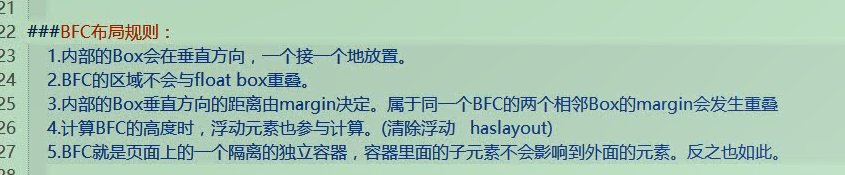 21
22 ###BFC布局规则：
23 1.内部的Box会在垂直方向，一个接一个地放置。
24 2.BFC的区域不会与float box重叠。
25 3.内部的Box垂直方向的距离由margin决定。属于同一个BFC的两个相邻Box的margin会发生重叠
26 4.计算BFC的高度时，浮动元素也参与计算。(清除浮动 haslayout)
27 5.BFC就是页面上的一个隔离的独立容器，容器里面的子元素不会影响到外面的元素。反之也如此。
28